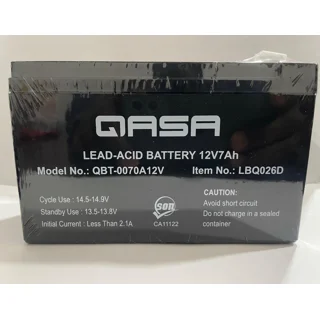 QASA
LEAD-ACID BATTERY 12V7Ah
Model No.: QBT-0070A12V Item No.: LBQ026D
Cycle Use : 14.5-14.9V
Standby Use : 13.5-13.8V
Initial Current : Less Than 2.1A
SON
CA11122
CAUTION:
Avoid short circuit
Do not charge in a sealed
container